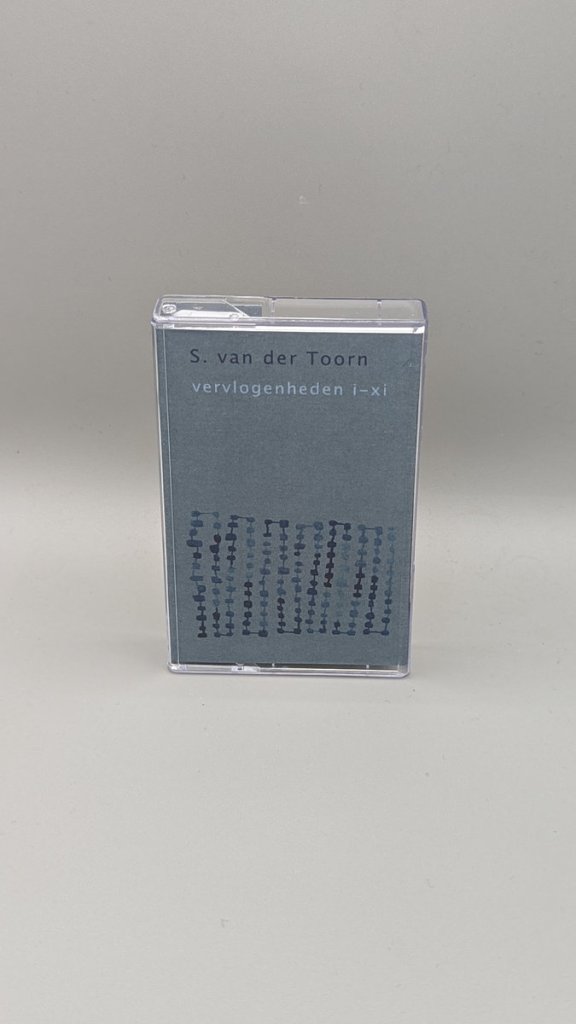 S. van der Toorn
vervlogenheden i-xi